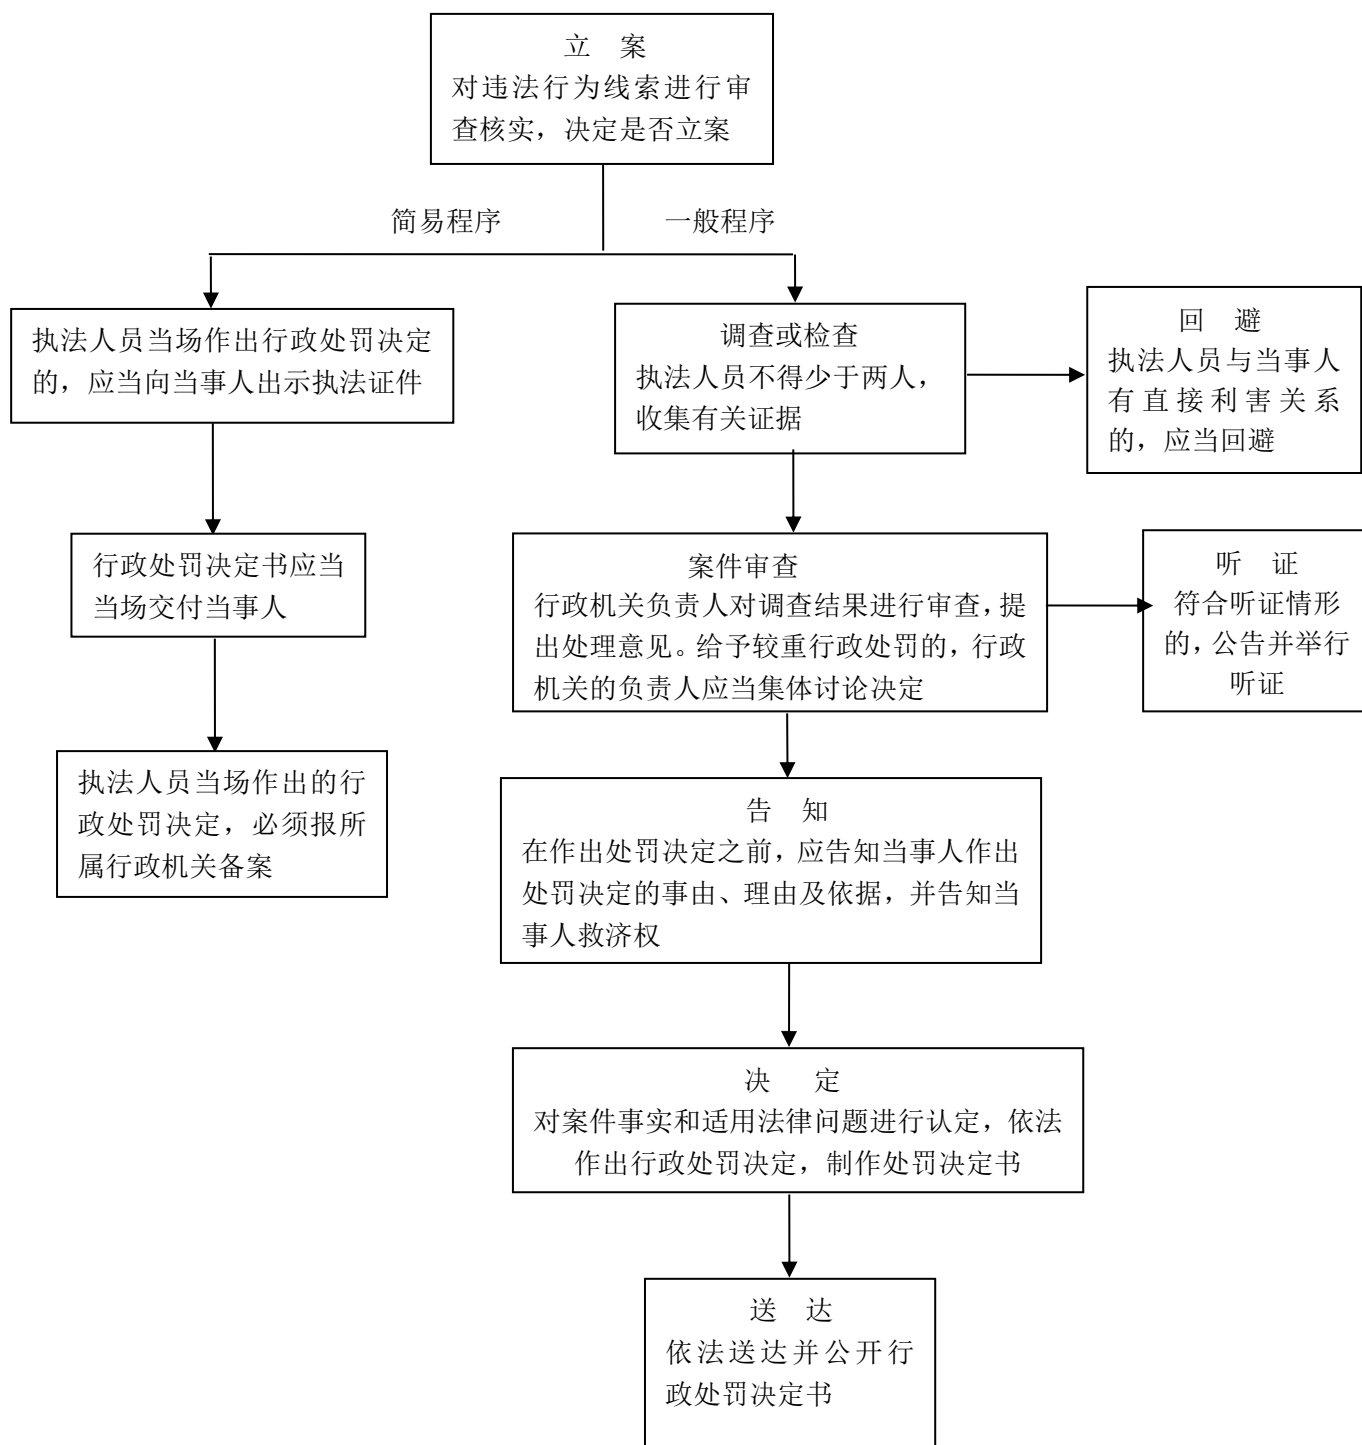 立 案
对违法行为线索进行审
查核实，决定是否立案
简易程序
一般程序
执法人员当场作出行政处罚决定
的，应当向当事人出示执法证件
行政处罚决定书应当
当场交付当事人
执法人员当场作出的行
政处罚决定，必须报所
属行政机关备案
调查或检查
执法人员不得少于两人，
收集有关证据
回 避
执法人员与当事人
有直接利害关系
的，应当回避
案件审查
行政机关负责人对调查结果进行审查，提
出处理意见。给予较重行政处罚的，行政
机关的负责人应当集体讨论决定
听 证
符合听证情形
的，公告并举行
听证
告 知
在作出处罚决定之前，应告知当事人作出
处罚决定的事由、理由及依据，并告知当
事人救济权
决 定
对案件事实和适用法律问题进行认定，依法
作出行政处罚决定，制作处罚决定书
送 达
依法送达并公开行
政处罚决定书